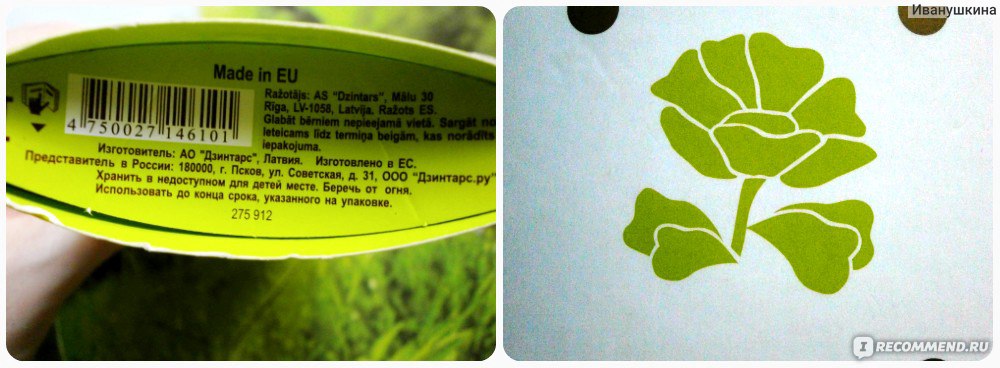 Made in EU
4 750027 146101
Ražotājs: AS "Dzintars", Mālu 30
Rīga, LV-1058, Latvija, Ražots ES.
Glabāt bērniem nepieejamā vietā. Sargāt no
Ieteicams līdz termiņa beigām, kas norādīts
iepakojuma.
Изготовитель: АО "Дзинтарс", Латвия. Изготовлено в ЕС.
Представитель в России: 180000, г. Псков, ул. Советская, д. 31, ООО "Дзинтарс.ру"
Хранить в недоступном для детей месте. Беречь от огня.
Использовать до конца срока, указанного на упаковке.
275 912
Иванушкина
IRECOMMEND.RU